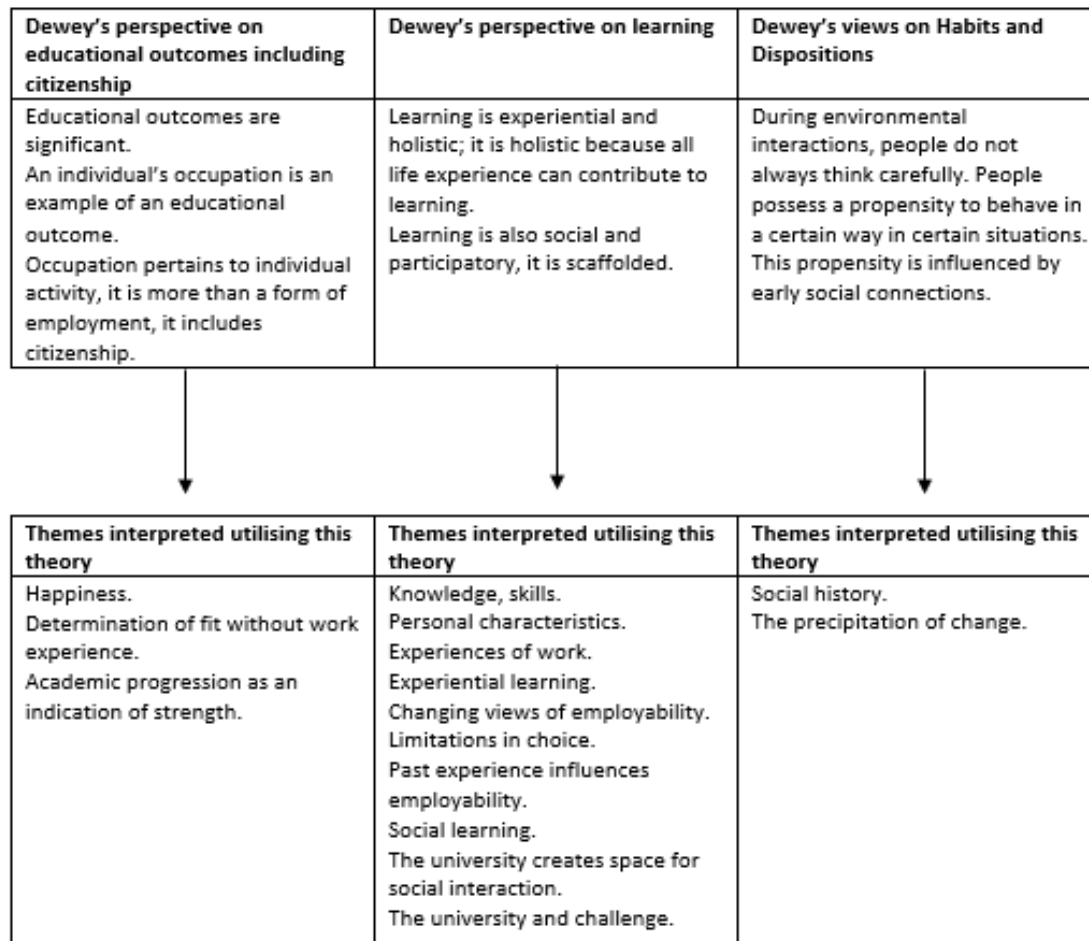 Dewey's perspective on
educational outcomes including
citizenship
Educational outcomes are
significant.
An individual's occupation is an
example of an educational
outcome.
Occupation pertains to individual
activity, it is more than a form of
employment, it includes
citizenship.
Dewey's perspective on learning
Learning is experiential and
holistic; it is holistic because all
life experience can contribute to
learning.
Learning is also social and
participatory, it is scaffolded.
Dewey's views on Habits and
Dispositions
During environmental
interactions, people do not
always think carefully. People
possess a propensity to behave in
a certain way in certain situations.
This propensity is influenced by
early social connections.
Themes interpreted utilising this
theory
Happiness.
Determination of fit without work
experience.
Academic progression as an
indication of strength.
Themes interpreted utilising this
theory
Knowledge, skills.
Personal characteristics.
Experiences of work.
Experiential learning.
Changing views of employability.
Limitations in choice.
Past experience influences
employability.
Social learning.
The university creates space for
social interaction.
The university and challenge.
Themes interpreted utilising this
theory
Social history.
The precipitation of change.